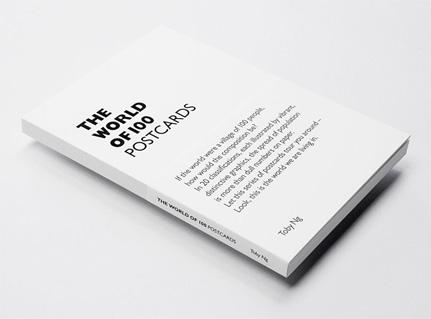 THE
WORLD
OF 100
POSTCARDS
If the world were a village of 100 people,
how would the composition be?
In 20 classifications, each illustrated by vibrant,
distinctive graphics, the spread of population
is more than dull numbers on paper.
Let this series of postcards tour you around –
Look, this is the world we are living in.
Toby Ng
THE WORLD OF 100 POSTCARDS
Toby Ng